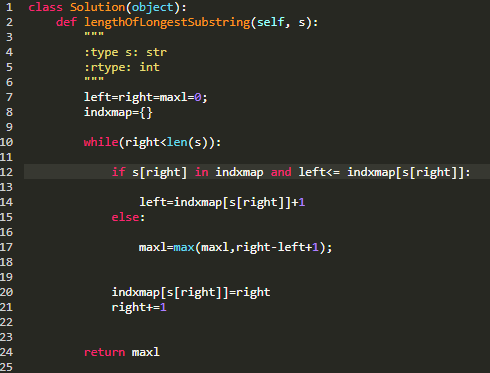 1 class Solution(object):
2 def lengthOfLongestSubstring(self, s):
3 """
4 :type s: str
5 :rtype: int
6 """
7 left=right=maxl=0;
8 indxmap={}
9
10 while(right<len(s)):
11
12 if s[right] in indxmap and left<= indxmap[s[right]]:
13
14 left=indxmap[s[right]]+1
15 else:
16
17 maxl=max(maxl,right-left+1);
18
19
20 indxmap[s[right]]=right
21 right+=1
22
23
24 return maxl
25